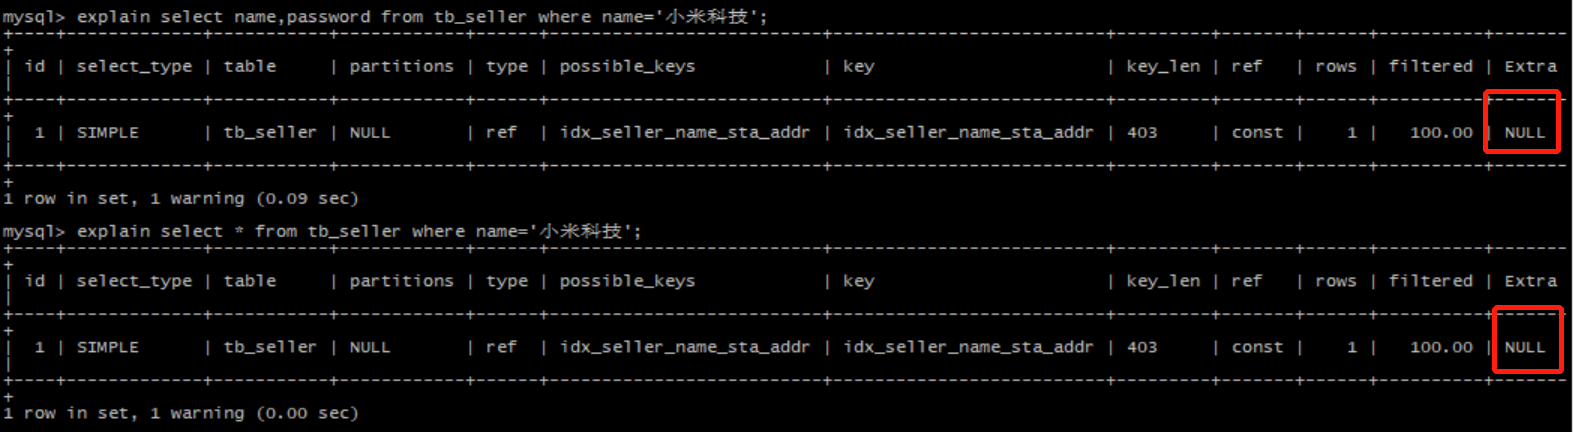 mysql> explain select name,password from tb_seller where name='小米科技';
+----+-------------+-----------+------------+------+--------------------------+--------------------------+---------+-------+------+----------+-------
+
| id | select_type | table     | partitions | type | possible_keys            | key                      | key_len | ref   | rows | filtered | Extra
|
+----+-------------+-----------+------------+------+--------------------------+--------------------------+---------+-------+------+----------+-------
+
|  1 | SIMPLE      | tb_seller | NULL       | ref  | idx_seller_name_sta_addr | idx_seller_name_sta_addr | 403     | const |    1 |   100.00 | NULL
|
+----+-------------+-----------+------------+------+--------------------------+--------------------------+---------+-------+------+----------+-------
+
1 row in set, 1 warning (0.09 sec)
mysql> explain select * from tb_seller where name='小米科技';
+----+-------------+-----------+------------+------+--------------------------+--------------------------+---------+-------+------+----------+-------
+
| id | select_type | table     | partitions | type | possible_keys            | key                      | key_len | ref   | rows | filtered | Extra
|
+----+-------------+-----------+------------+------+--------------------------+--------------------------+---------+-------+------+----------+-------
+
|  1 | SIMPLE      | tb_seller | NULL       | ref  | idx_seller_name_sta_addr | idx_seller_name_sta_addr | 403     | const |    1 |   100.00 | NULL
|
+----+-------------+-----------+------------+------+--------------------------+--------------------------+---------+-------+------+----------+-------
+
1 row in set, 1 warning (0.00 sec)